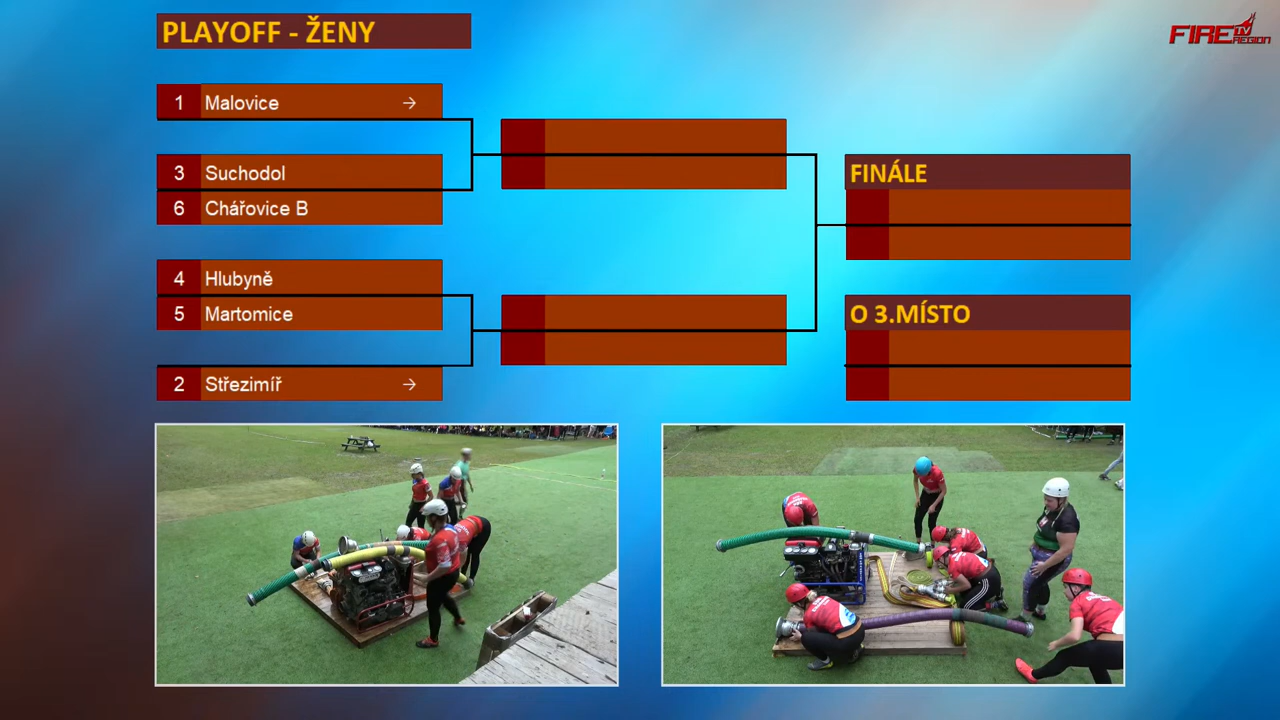 PLAYOFF - ŽENY
FIRE TV REGION
1 Malovice →
3 Suchodol
6 Chářovice B
4 Hlubyně
5 Martomice
2 Střezimíř →
FINÁLE
O 3.MÍSTO